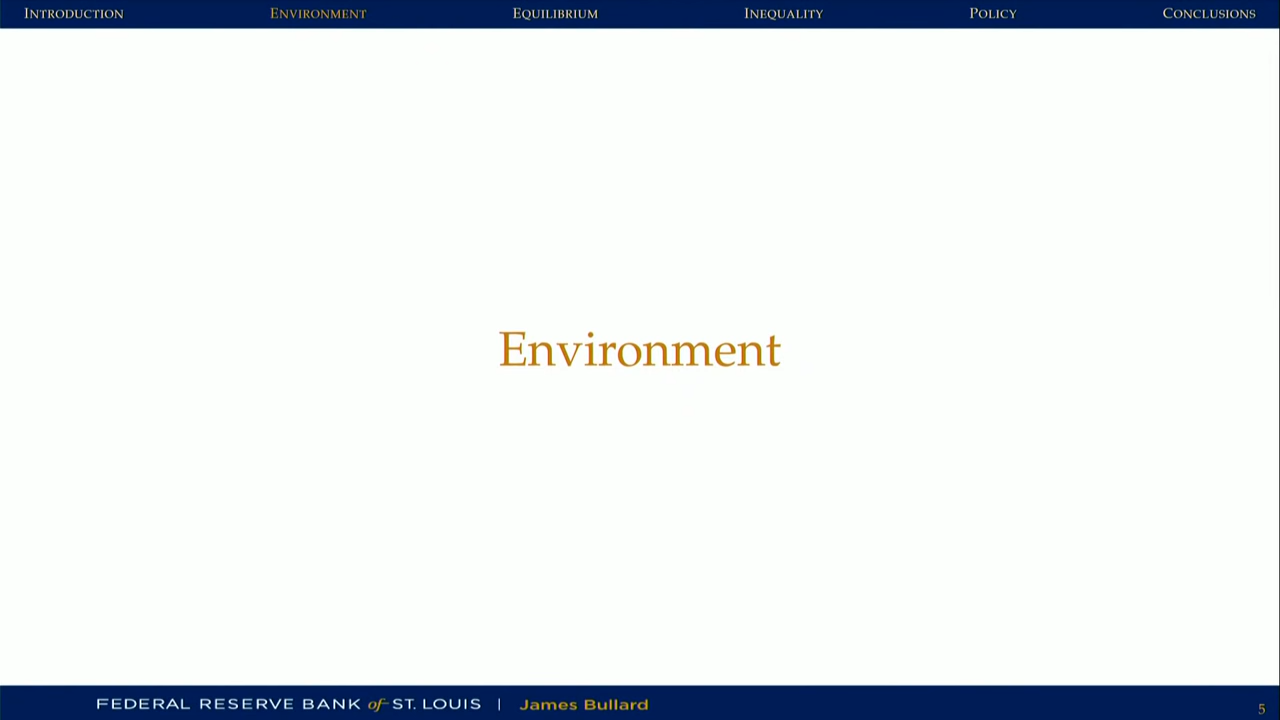 INTRODUCTION ENVIRONMENT EQUILIBRIUM INEQUALITY POLICY CONCLUSIONS
Environment
FEDERAL RESERVE BANK of ST. LOUIS | James Bullard
5